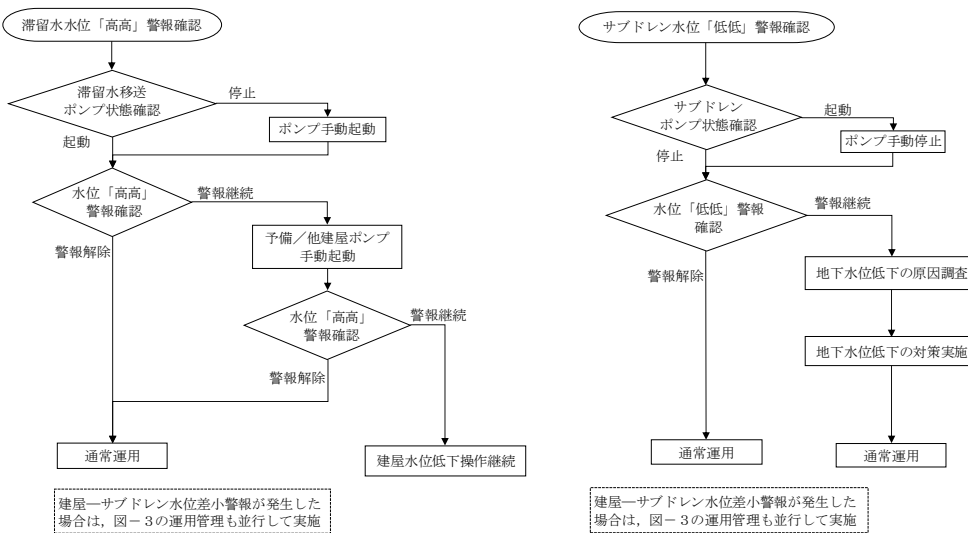 滞留水水位「高高」警報確認
滞留水移送
ポンプ状態確認
停止
ポンプ手動起動
起動
水位「高高」
警報確認
警報継続
予備／他建屋ポンプ
手動起動
警報解除
水位「高高」
警報確認
警報継続
警報解除
通常運用
建屋水位低下操作継続
建屋―サブドレン水位差小警報が発生した
場合は，図－３の運用管理も並行して実施
サブドレン水位「低低」警報確認
サブドレン
ポンプ状態確認
起動
ポンプ手動停止
停止
水位「低低」警報
確認
警報継続
地下水位低下の原因調査
警報解除
地下水位低下の対策実施
通常運用
通常運用
建屋―サブドレン水位差小警報が発生した
場合は，図－３の運用管理も並行して実施